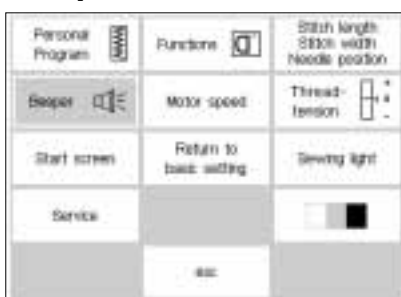 Personal
Program
Functions
Stitch length
Stitch width
Needle position
Beeper
Motor speed
Thread-
tension
+
-
Start screen
Return to
basic setting
Sewing light
Service
esc